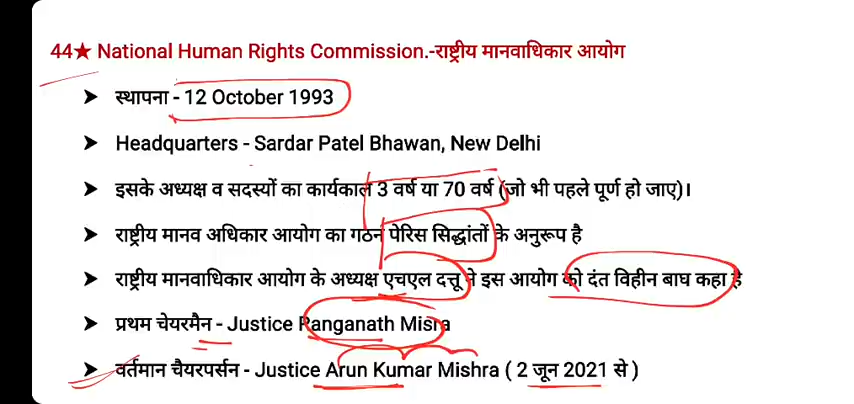 44★ National Human Rights Commission.-राष्ट्रीय मानवाधिकार आयोग
➤ स्थापना - 12 October 1993
➤ Headquarters - Sardar Patel Bhawan, New Delhi
➤ इसके अध्यक्ष व सदस्यों का कार्यकाल 3 वर्ष या 70 वर्ष (जो भी पहले पूर्ण हो जाए)।
➤ राष्ट्रीय मानव अधिकार आयोग का गठन पेरिस सिद्धांतों के अनुरूप है
➤ राष्ट्रीय मानवाधिकार आयोग के अध्यक्ष एचएल दत्तू ने इस आयोग को दंत विहीन बाघ कहा है
➤ प्रथम चेयरमैन - Justice Ranganath Misra
➤ वर्तमान चैयरपर्सन - Justice Arun Kumar Mishra ( 2 जून 2021 से )